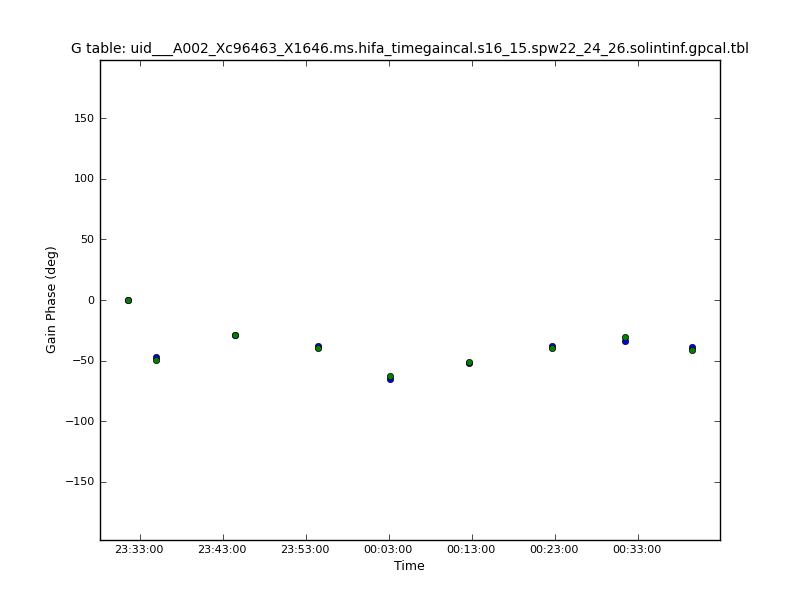 G table: uid___A002_Xc96463_X1646.ms.hifa_timegaincal.s16_15.spw22_24_26.solintinf.gpcal.tbl
150
100
50
0
−50
−100
−150
Gain Phase (deg)
23:33:00 23:43:00 23:53:00 00:03:00 00:13:00 00:23:00 00:33:00
Time